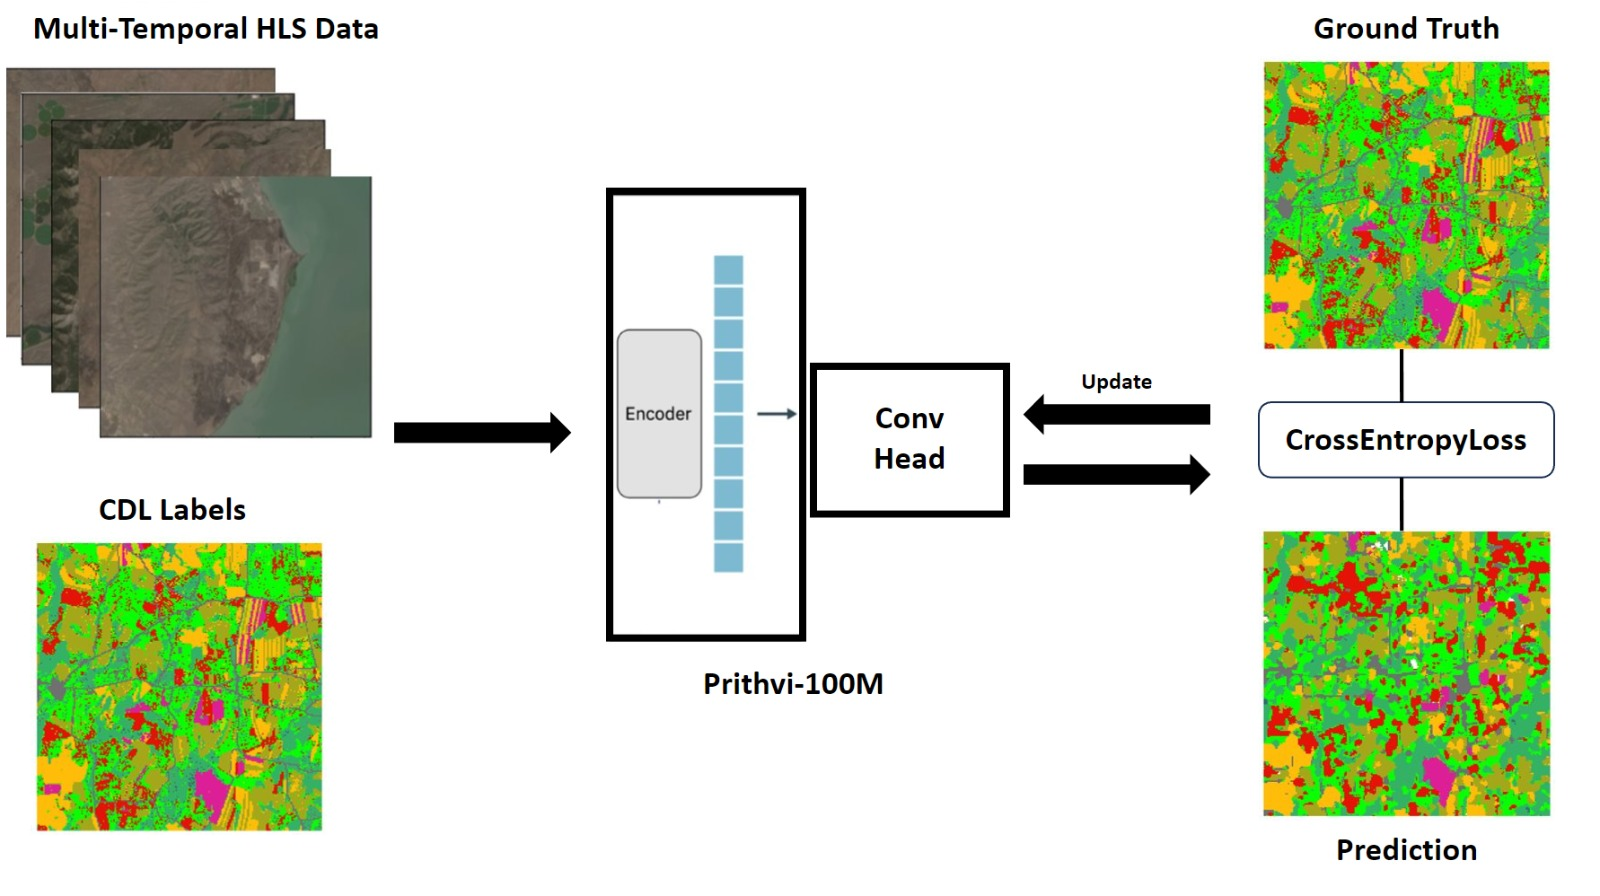 Multi-Temporal HLS Data
CDL Labels
Encoder
Prithvi-100M
Conv
Head
Update
Ground Truth
CrossEntropyLoss
Prediction